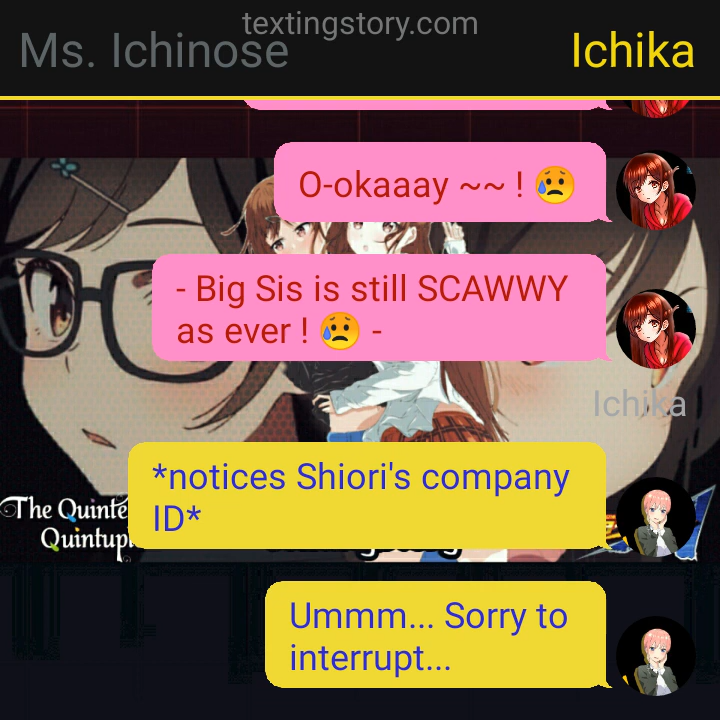 textingstory.com
Ms. Ichinose
Ichika
O-okaaay ~~ ! 😥
- Big Sis is still SCAWWY
as ever ! 😥 -
Ichika
*notices Shiori's company
ID*
The Quinte
Quintupl
Ummm... Sorry to
interrupt...